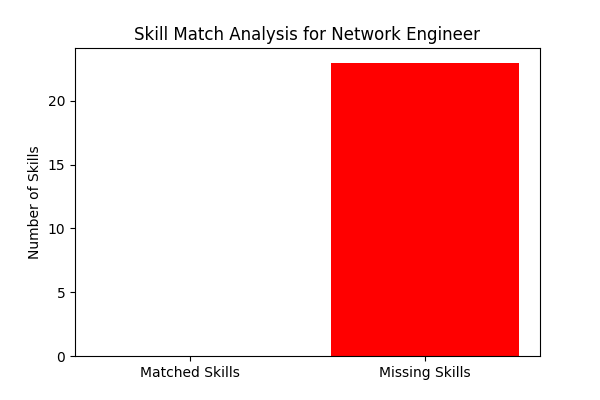 Skill Match Analysis for Network Engineer
Number of Skills
20
15
10
5
0
Matched Skills
Missing Skills